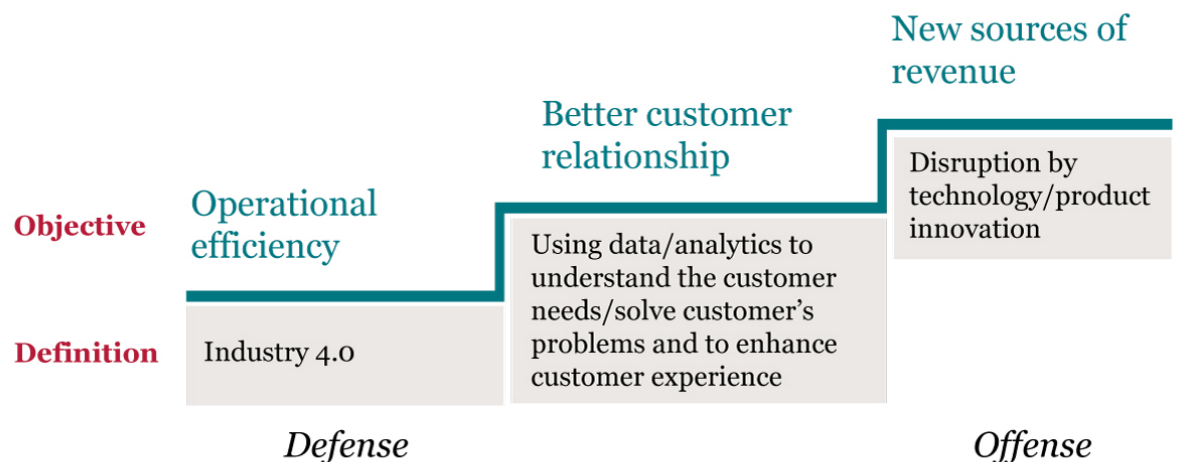 New sources of
revenue
Better customer
relationship
Operational
efficiency
Objective
Disruption by
technology/product
innovation
Using data/analytics to
understand the customer
needs/solve customer’s
problems and to enhance
customer experience
Definition
Industry 4.0
Defense
Offense